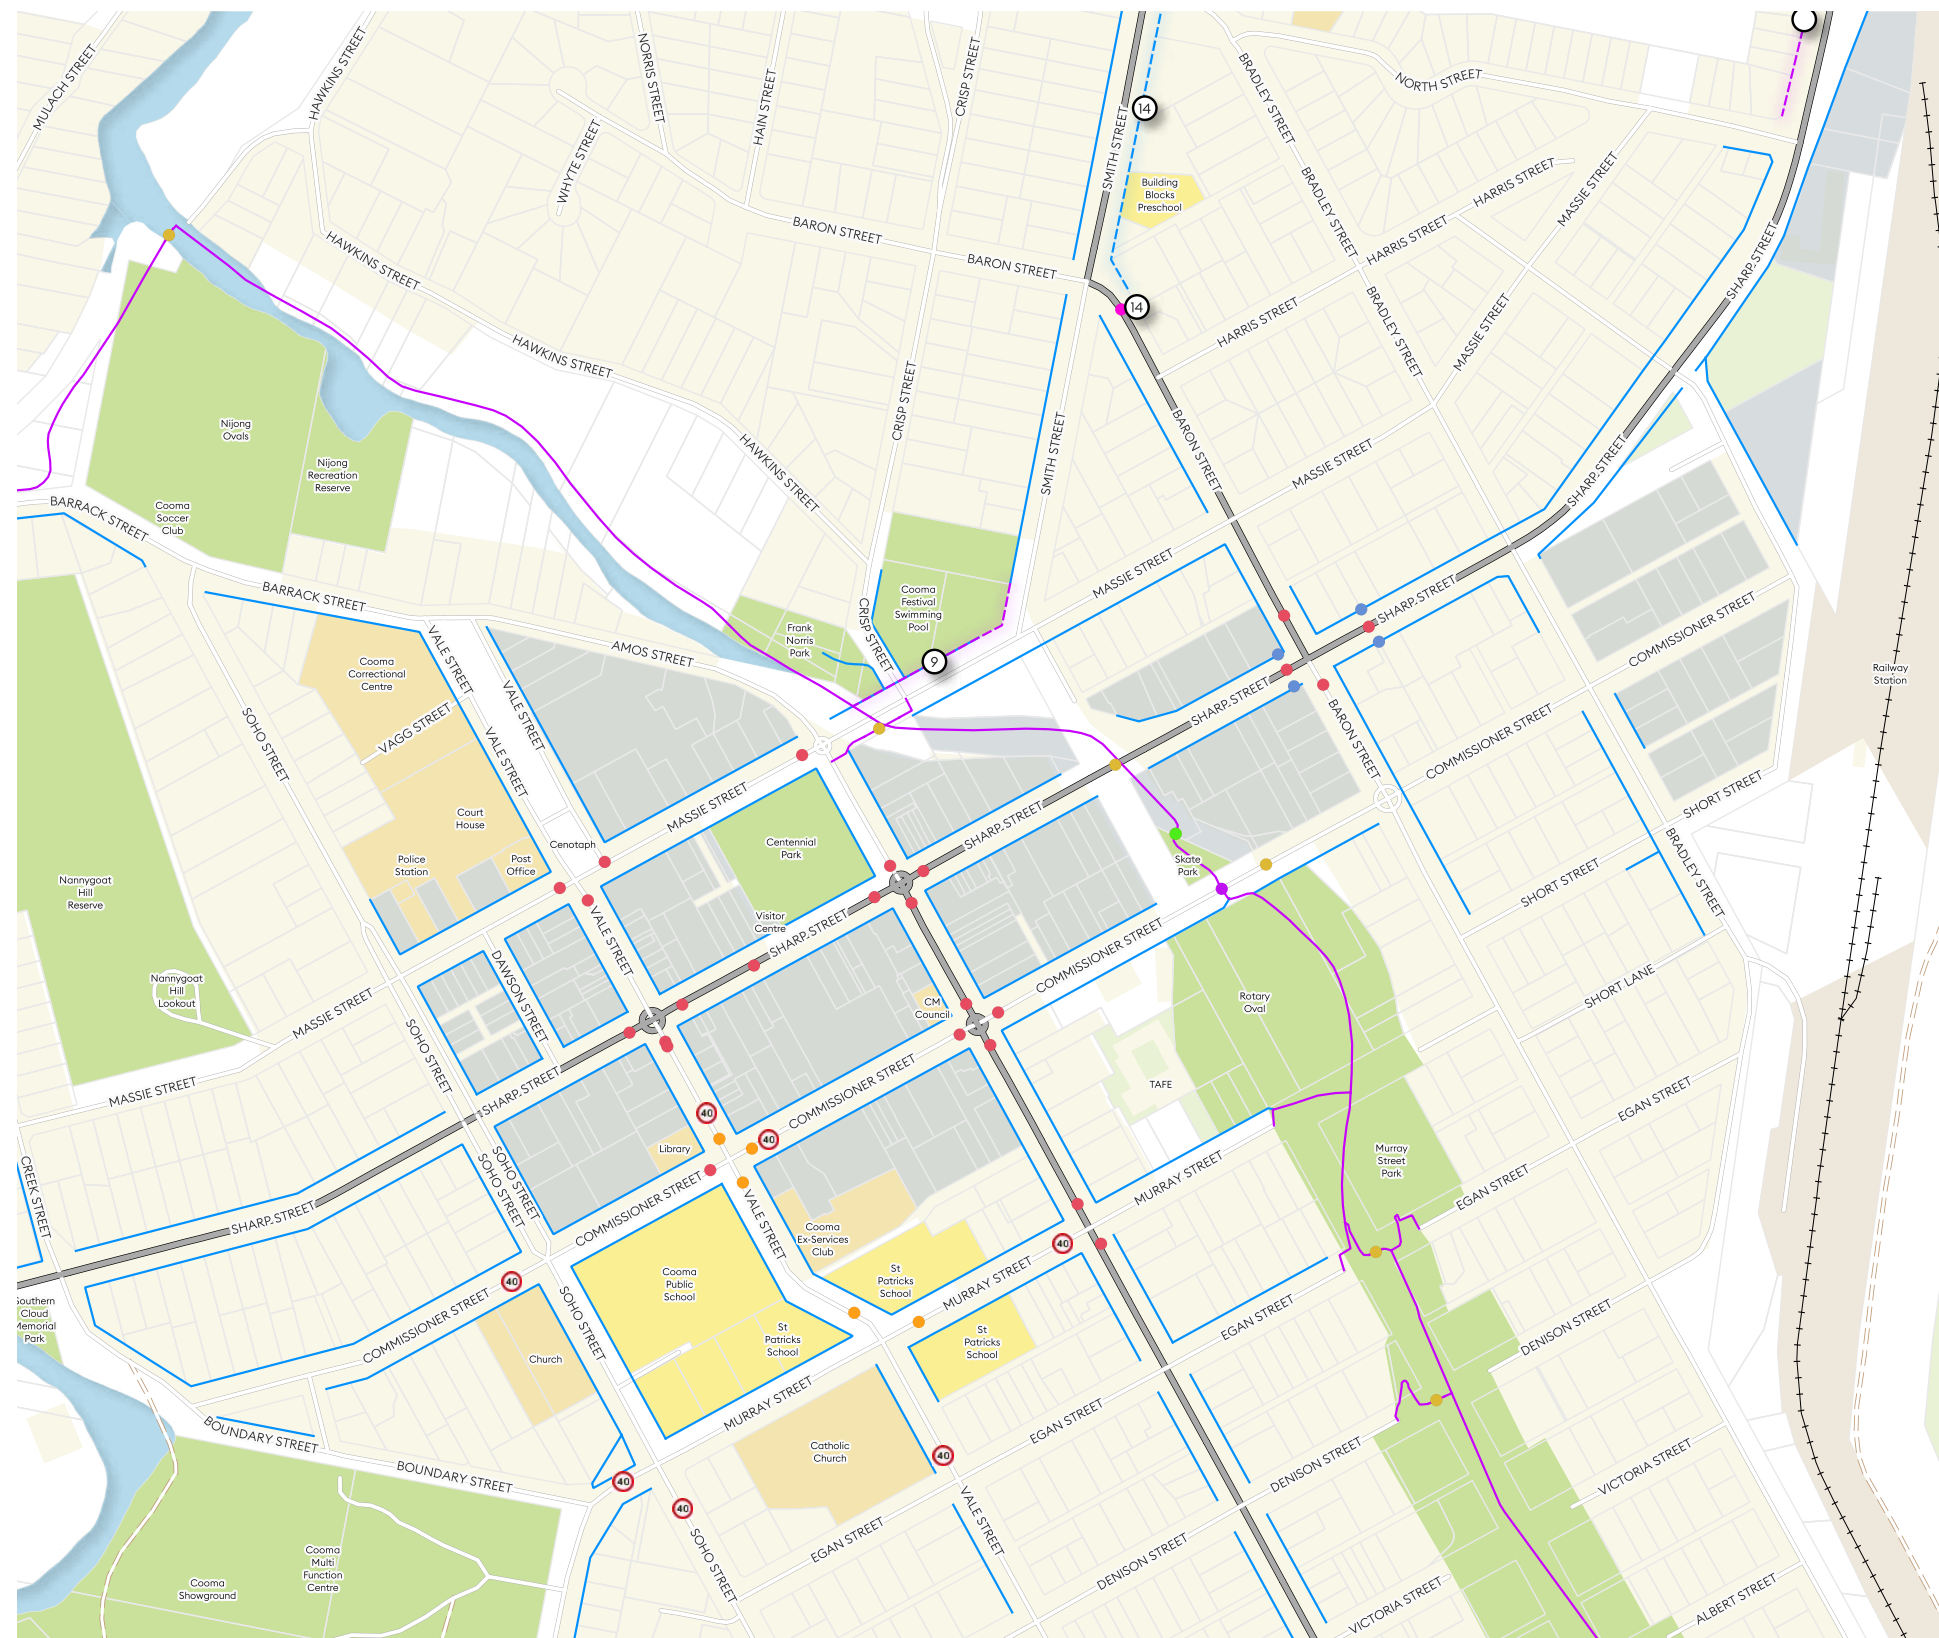 MULACH STREET
HAWKINS STREET
NORRIS STREET
HAIN STREET
CRISP STREET
WHYTE STREET
SMITH STREET
14
BRADLEY STREET
NORTH STREET
Building
Blocks
Preschool
HARRIS STREET
MASSIE STREET
BRADLEY STREET
HARRIS STREET
BARON STREET
BARON STREET
HAWKINS STREET
SHARP STREET
14
HARRIS STREET
BRADLEY STREET
MASSIE STREET
HAWKINS STREET
CRISP STREET
Nijong
Ovals
Nijong
Recreation
Reserve
HAWKINS STREET
SMITH STREET
BARON STREET
MASSIE STREET
SHARP STREET
BARRACK STREET
Cooma
Soccer
Club
BARRACK STREET
MASSIE STREET
Cooma
Festival
Swimming
Pool
CRISP STREET
Frank
Norris
Park
AMOS STREET
9
SHARP STREET
COMMISSIONER STREET
Railway
Station
VALE STREET
Cooma
Correctional
Centre
VAGG STREET
VALE STREET
VALE STREET
SOHO STREET
SHARP STREET
BARON STREET
COMMISSIONER STREET
SHORT STREET
MASSIE STREET
Court
House
Cenotaph
Centennial
Park
SHARP STREET
Police
Station
Post
Office
Skate
Park
BRADLEY STREET
SHORT STREET
Nannygoat
Hill
Reserve
VALE STREET
Visitor
Centre
SHARP STREET
COMMISSIONER STREET
DAWSON STREET
Nannygoat
Hill
Lookout
MASSIE STREET
CM
Council
Rotary
Oval
SHORT LANE
SOHO STREET
MASSIE STREET
SHARP STREET
COMMISSIONER STREET
TAFE
EGAN STREET
40
40
Library
SOHO STREET
SOHO STREET
CREEK STREET
SHARP STREET
COMMISSIONER STREET
VALE STREET
Cooma
Ex-Services
Club
MURRAY STREET
Murray
Street
Park
EGAN STREET
40
St
Patricks
School
MURRAY STREET
Cooma
Public
School
40
Southern
Cloud
Memorial
Park
COMMISSIONER STREET
SOHO STREET
St
Patricks
School
St
Patricks
School
EGAN STREET
DENISON STREET
Church
MURRAY STREET
BOUNDARY STREET
BOUNDARY STREET
Catholic
Church
EGAN STREET
40
40
40
DENISON STREET
VICTORIA STREET
VALE STREET
SOHO STREET
EGAN STREET
DENISON STREET
Cooma
Multi
Function
Centre
Cooma
Showground
VICTORIA STREET
ALBERT STREET